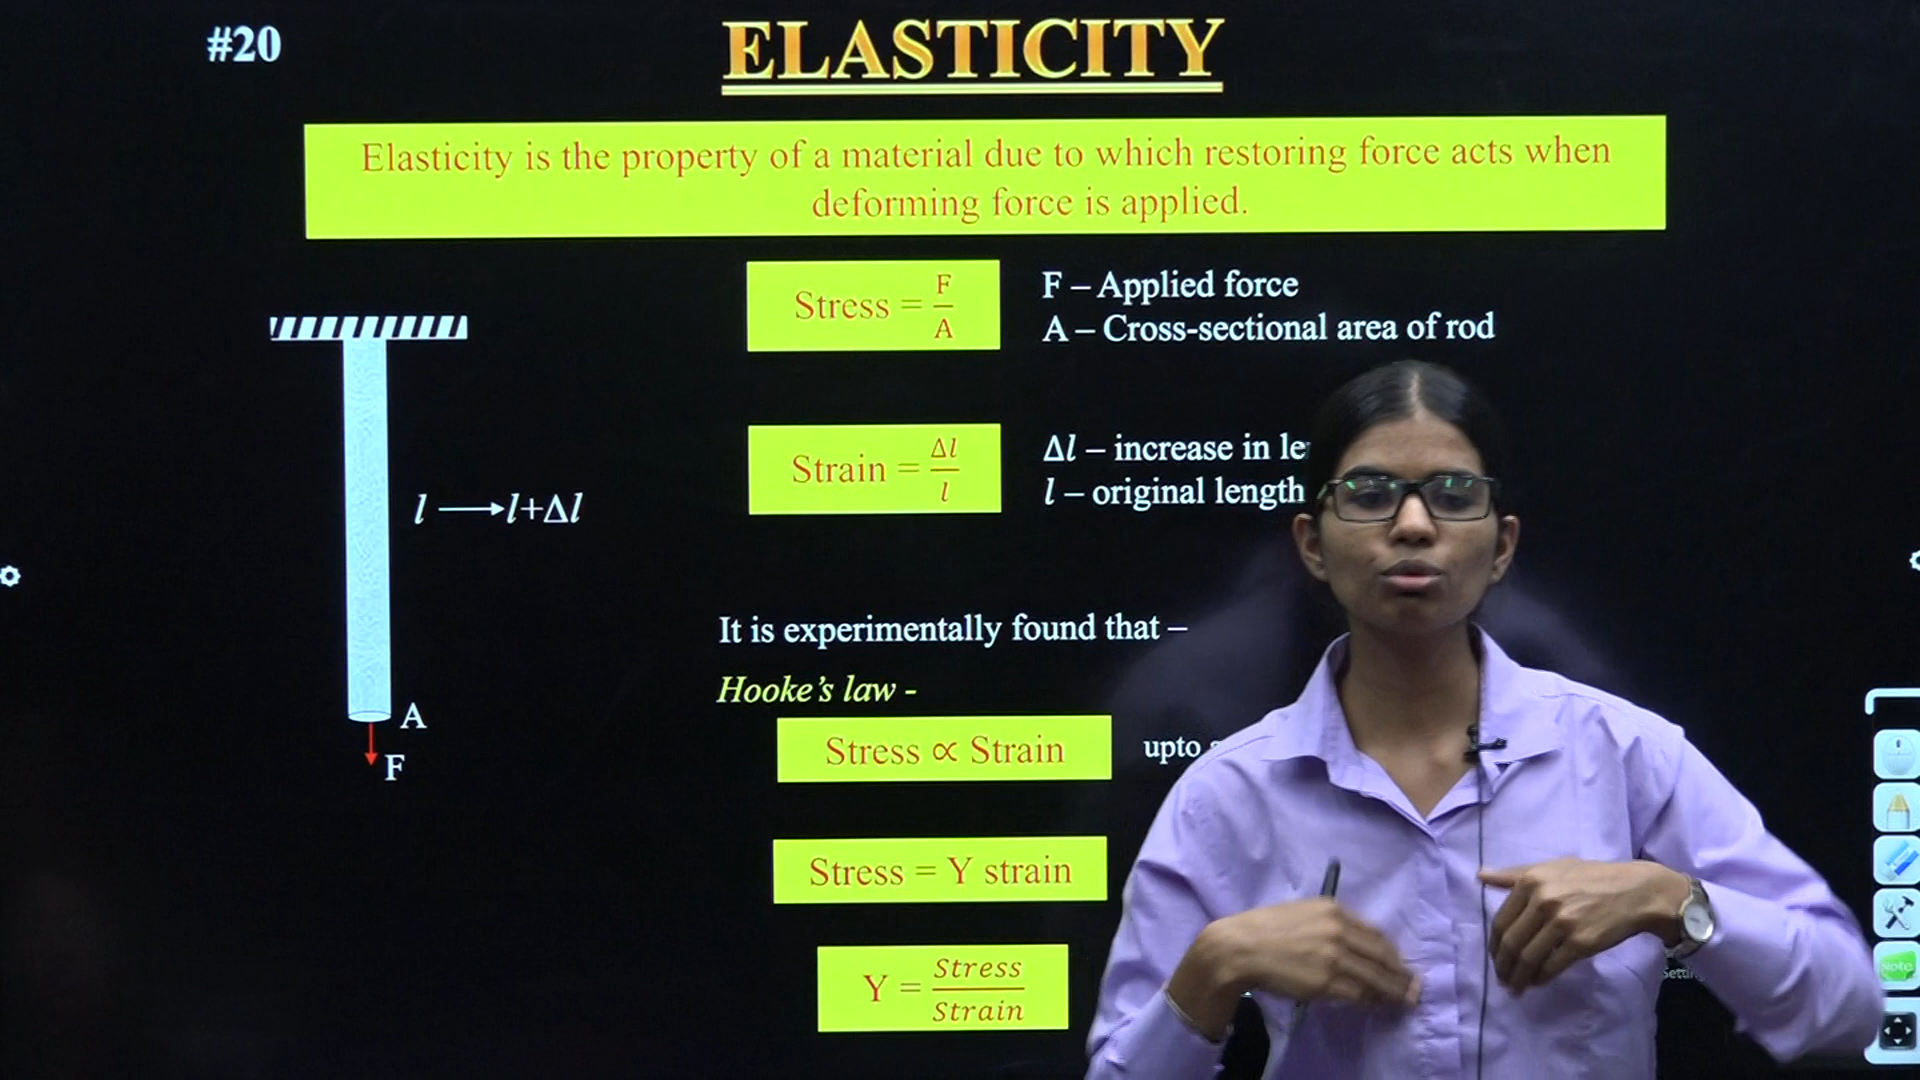 #20
ELASTICITY
Elasticity is the property of a material due to which restoring force acts when
deforming force is applied.
Stress = F/A
F – Applied force
A – Cross-sectional area of rod
Strain = Δl/l
Δl – increase in
l – original length
l ⟶ l+Δl
It is experimentally found that –
Hooke's law -
Stress ∝ Strain
upto
A
F
Stress = Y strain
Y = Stress/Strain
NOTE